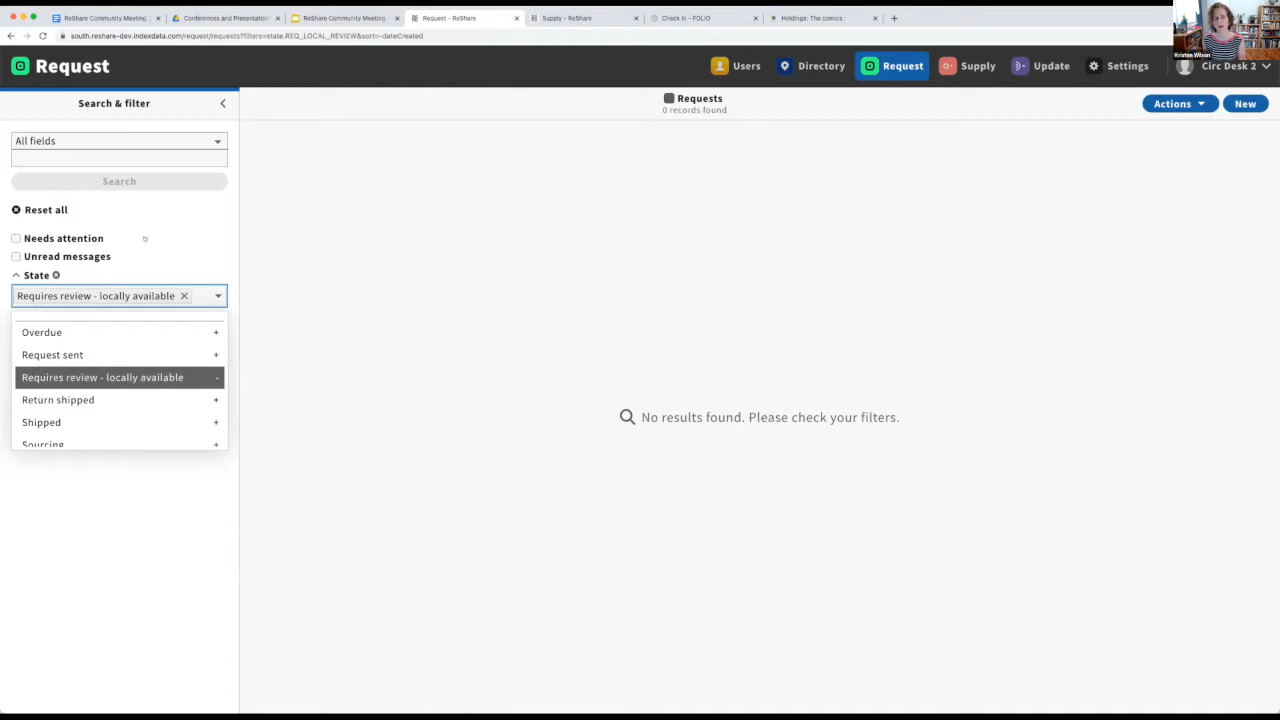 ReShare Community Meeting
Conferences and Presentation
ReShare Community Meeting
Request - ReShare
Supply - ReShare
Check in - FOLIO
Holdings: The comics :
south.reshare-dev.indexdata.com/request/requests?filters=state.REQ_LOCAL_REVIEW&sort=-dateCreated
Kristen Wilson
Request
Users
Directory
Request
Supply
Update
Settings
Circ Desk 2
Search & filter
Requests
0 records found
Actions
New
All fields
Search
Reset all
Needs attention
Unread messages
State
Requires review - locally available
Overdue +
Request sent +
Requires review - locally available -
Return shipped +
Shipped +
Sourcing +
No results found. Please check your filters.